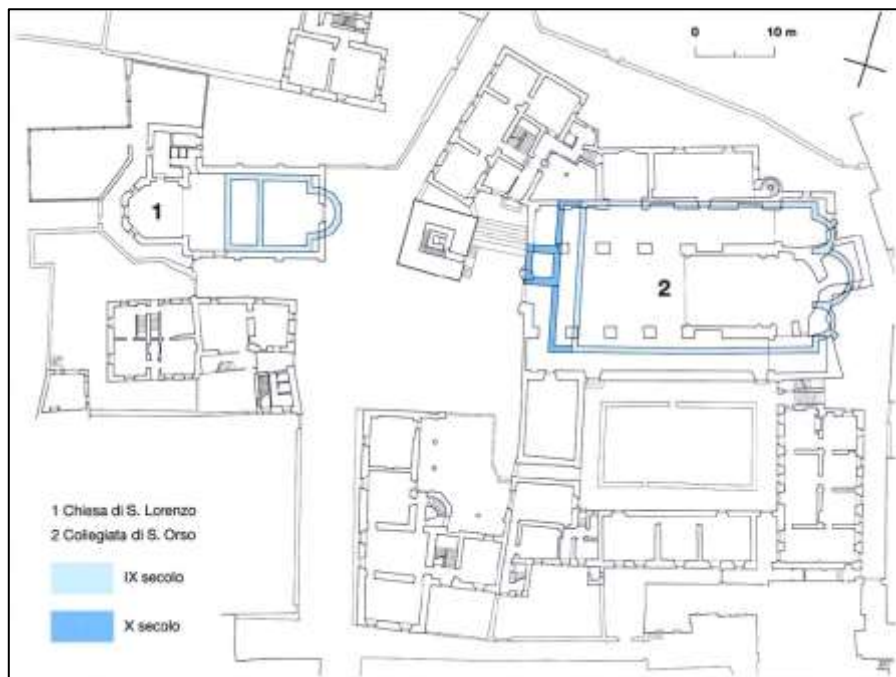 0 10 m
1
2
1 Chiesa di S. Lorenzo
2 Collegiata di S. Orso
IX secolo
X secolo